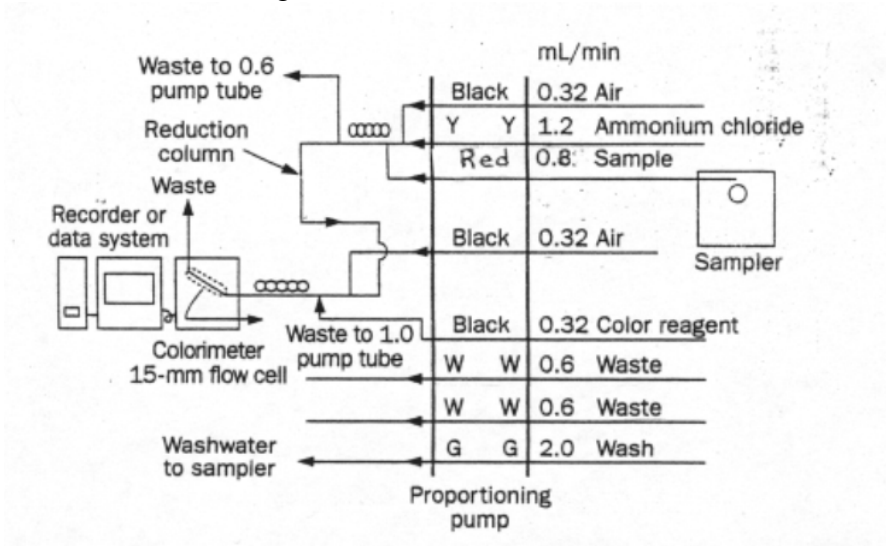 mL/min
Waste to 0.6
pump tube
Black 0.32 Air
Y Y 1.2 Ammonium chloride
Reduction
column
Red 0.8 Sample
Waste
Recorder or
data system
Black 0.32 Air
Sampler
Black 0.32 Color reagent
Waste to 1.0
pump tube
Colorimeter
15-mm flow cell
W W 0.6 Waste
W W 0.6 Waste
G G 2.0 Wash
Washwater
to sampler
Proportioning
pump